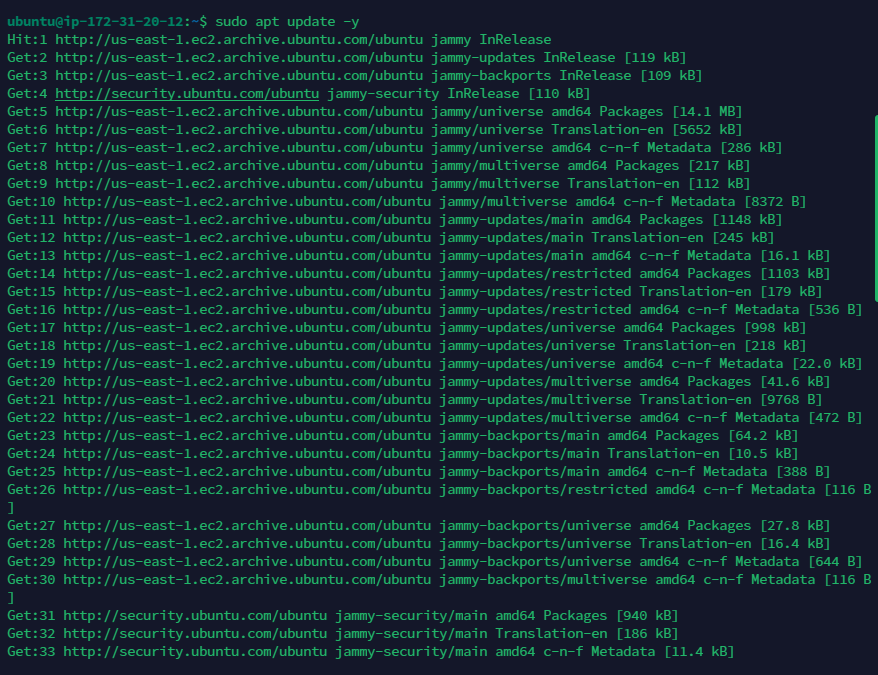 ubuntu@ip-172-31-20-12:~$ sudo apt update -y
Hit:1 http://us-east-1.ec2.archive.ubuntu.com/ubuntu jammy InRelease
Get:2 http://us-east-1.ec2.archive.ubuntu.com/ubuntu jammy-updates InRelease [119 kB]
Get:3 http://us-east-1.ec2.archive.ubuntu.com/ubuntu jammy-backports InRelease [109 kB]
Get:4 http://security.ubuntu.com/ubuntu jammy-security InRelease [110 kB]
Get:5 http://us-east-1.ec2.archive.ubuntu.com/ubuntu jammy/universe amd64 Packages [14.1 MB]
Get:6 http://us-east-1.ec2.archive.ubuntu.com/ubuntu jammy/universe Translation-en [5652 kB]
Get:7 http://us-east-1.ec2.archive.ubuntu.com/ubuntu jammy/universe amd64 c-n-f Metadata [286 kB]
Get:8 http://us-east-1.ec2.archive.ubuntu.com/ubuntu jammy/multiverse amd64 Packages [217 kB]
Get:9 http://us-east-1.ec2.archive.ubuntu.com/ubuntu jammy/multiverse Translation-en [112 kB]
Get:10 http://us-east-1.ec2.archive.ubuntu.com/ubuntu jammy/multiverse amd64 c-n-f Metadata [8372 B]
Get:11 http://us-east-1.ec2.archive.ubuntu.com/ubuntu jammy-updates/main amd64 Packages [1148 kB]
Get:12 http://us-east-1.ec2.archive.ubuntu.com/ubuntu jammy-updates/main Translation-en [245 kB]
Get:13 http://us-east-1.ec2.archive.ubuntu.com/ubuntu jammy-updates/main amd64 c-n-f Metadata [16.1 kB]
Get:14 http://us-east-1.ec2.archive.ubuntu.com/ubuntu jammy-updates/restricted amd64 Packages [1103 kB]
Get:15 http://us-east-1.ec2.archive.ubuntu.com/ubuntu jammy-updates/restricted Translation-en [179 kB]
Get:16 http://us-east-1.ec2.archive.ubuntu.com/ubuntu jammy-updates/restricted amd64 c-n-f Metadata [536 B]
Get:17 http://us-east-1.ec2.archive.ubuntu.com/ubuntu jammy-updates/universe amd64 Packages [998 kB]
Get:18 http://us-east-1.ec2.archive.ubuntu.com/ubuntu jammy-updates/universe Translation-en [218 kB]
Get:19 http://us-east-1.ec2.archive.ubuntu.com/ubuntu jammy-updates/universe amd64 c-n-f Metadata [22.0 kB]
Get:20 http://us-east-1.ec2.archive.ubuntu.com/ubuntu jammy-updates/multiverse amd64 Packages [41.6 kB]
Get:21 http://us-east-1.ec2.archive.ubuntu.com/ubuntu jammy-updates/multiverse Translation-en [9768 B]
Get:22 http://us-east-1.ec2.archive.ubuntu.com/ubuntu jammy-updates/multiverse amd64 c-n-f Metadata [472 B]
Get:23 http://us-east-1.ec2.archive.ubuntu.com/ubuntu jammy-backports/main amd64 Packages [64.2 kB]
Get:24 http://us-east-1.ec2.archive.ubuntu.com/ubuntu jammy-backports/main Translation-en [10.5 kB]
Get:25 http://us-east-1.ec2.archive.ubuntu.com/ubuntu jammy-backports/main amd64 c-n-f Metadata [388 B]
Get:26 http://us-east-1.ec2.archive.ubuntu.com/ubuntu jammy-backports/restricted amd64 c-n-f Metadata [116 B
]
Get:27 http://us-east-1.ec2.archive.ubuntu.com/ubuntu jammy-backports/universe amd64 Packages [27.8 kB]
Get:28 http://us-east-1.ec2.archive.ubuntu.com/ubuntu jammy-backports/universe Translation-en [16.4 kB]
Get:29 http://us-east-1.ec2.archive.ubuntu.com/ubuntu jammy-backports/universe amd64 c-n-f Metadata [644 B]
Get:30 http://us-east-1.ec2.archive.ubuntu.com/ubuntu jammy-backports/multiverse amd64 c-n-f Metadata [116 B
]
Get:31 http://security.ubuntu.com/ubuntu jammy-security/main amd64 Packages [940 kB]
Get:32 http://security.ubuntu.com/ubuntu jammy-security/main Translation-en [186 kB]
Get:33 http://security.ubuntu.com/ubuntu jammy-security/main amd64 c-n-f Metadata [11.4 kB]